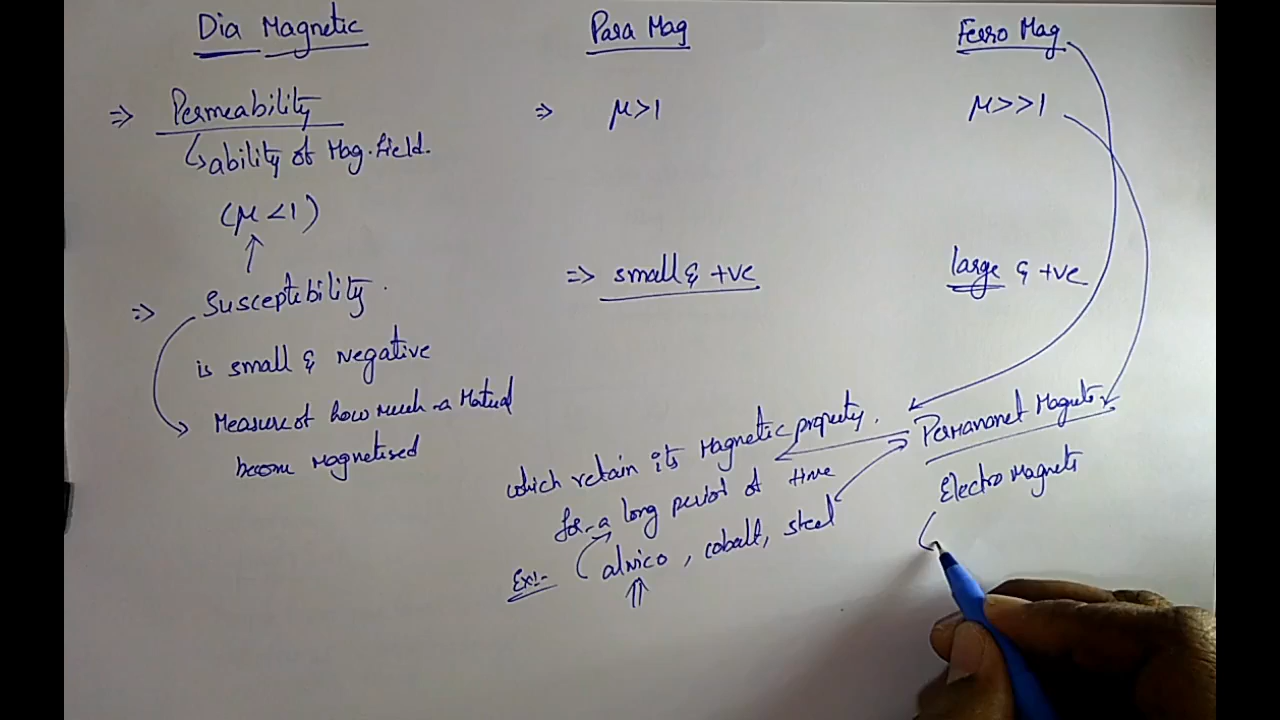 Dia Magnetic
Para Mag
Ferro Mag
⇒ Permeability
ability of Mag. field.
(μ < 1)
⇒ μ>1
μ>>1
⇒ Susceptibility.
is small & Negative
Measure of how much a Material
become Magnetised
⇒ small & +ve
large & +ve
Permananet Magnets
which retain its Magnetic property.
for a long period of time
Ex:- alnico, cobalt, steel
Electro Magnets